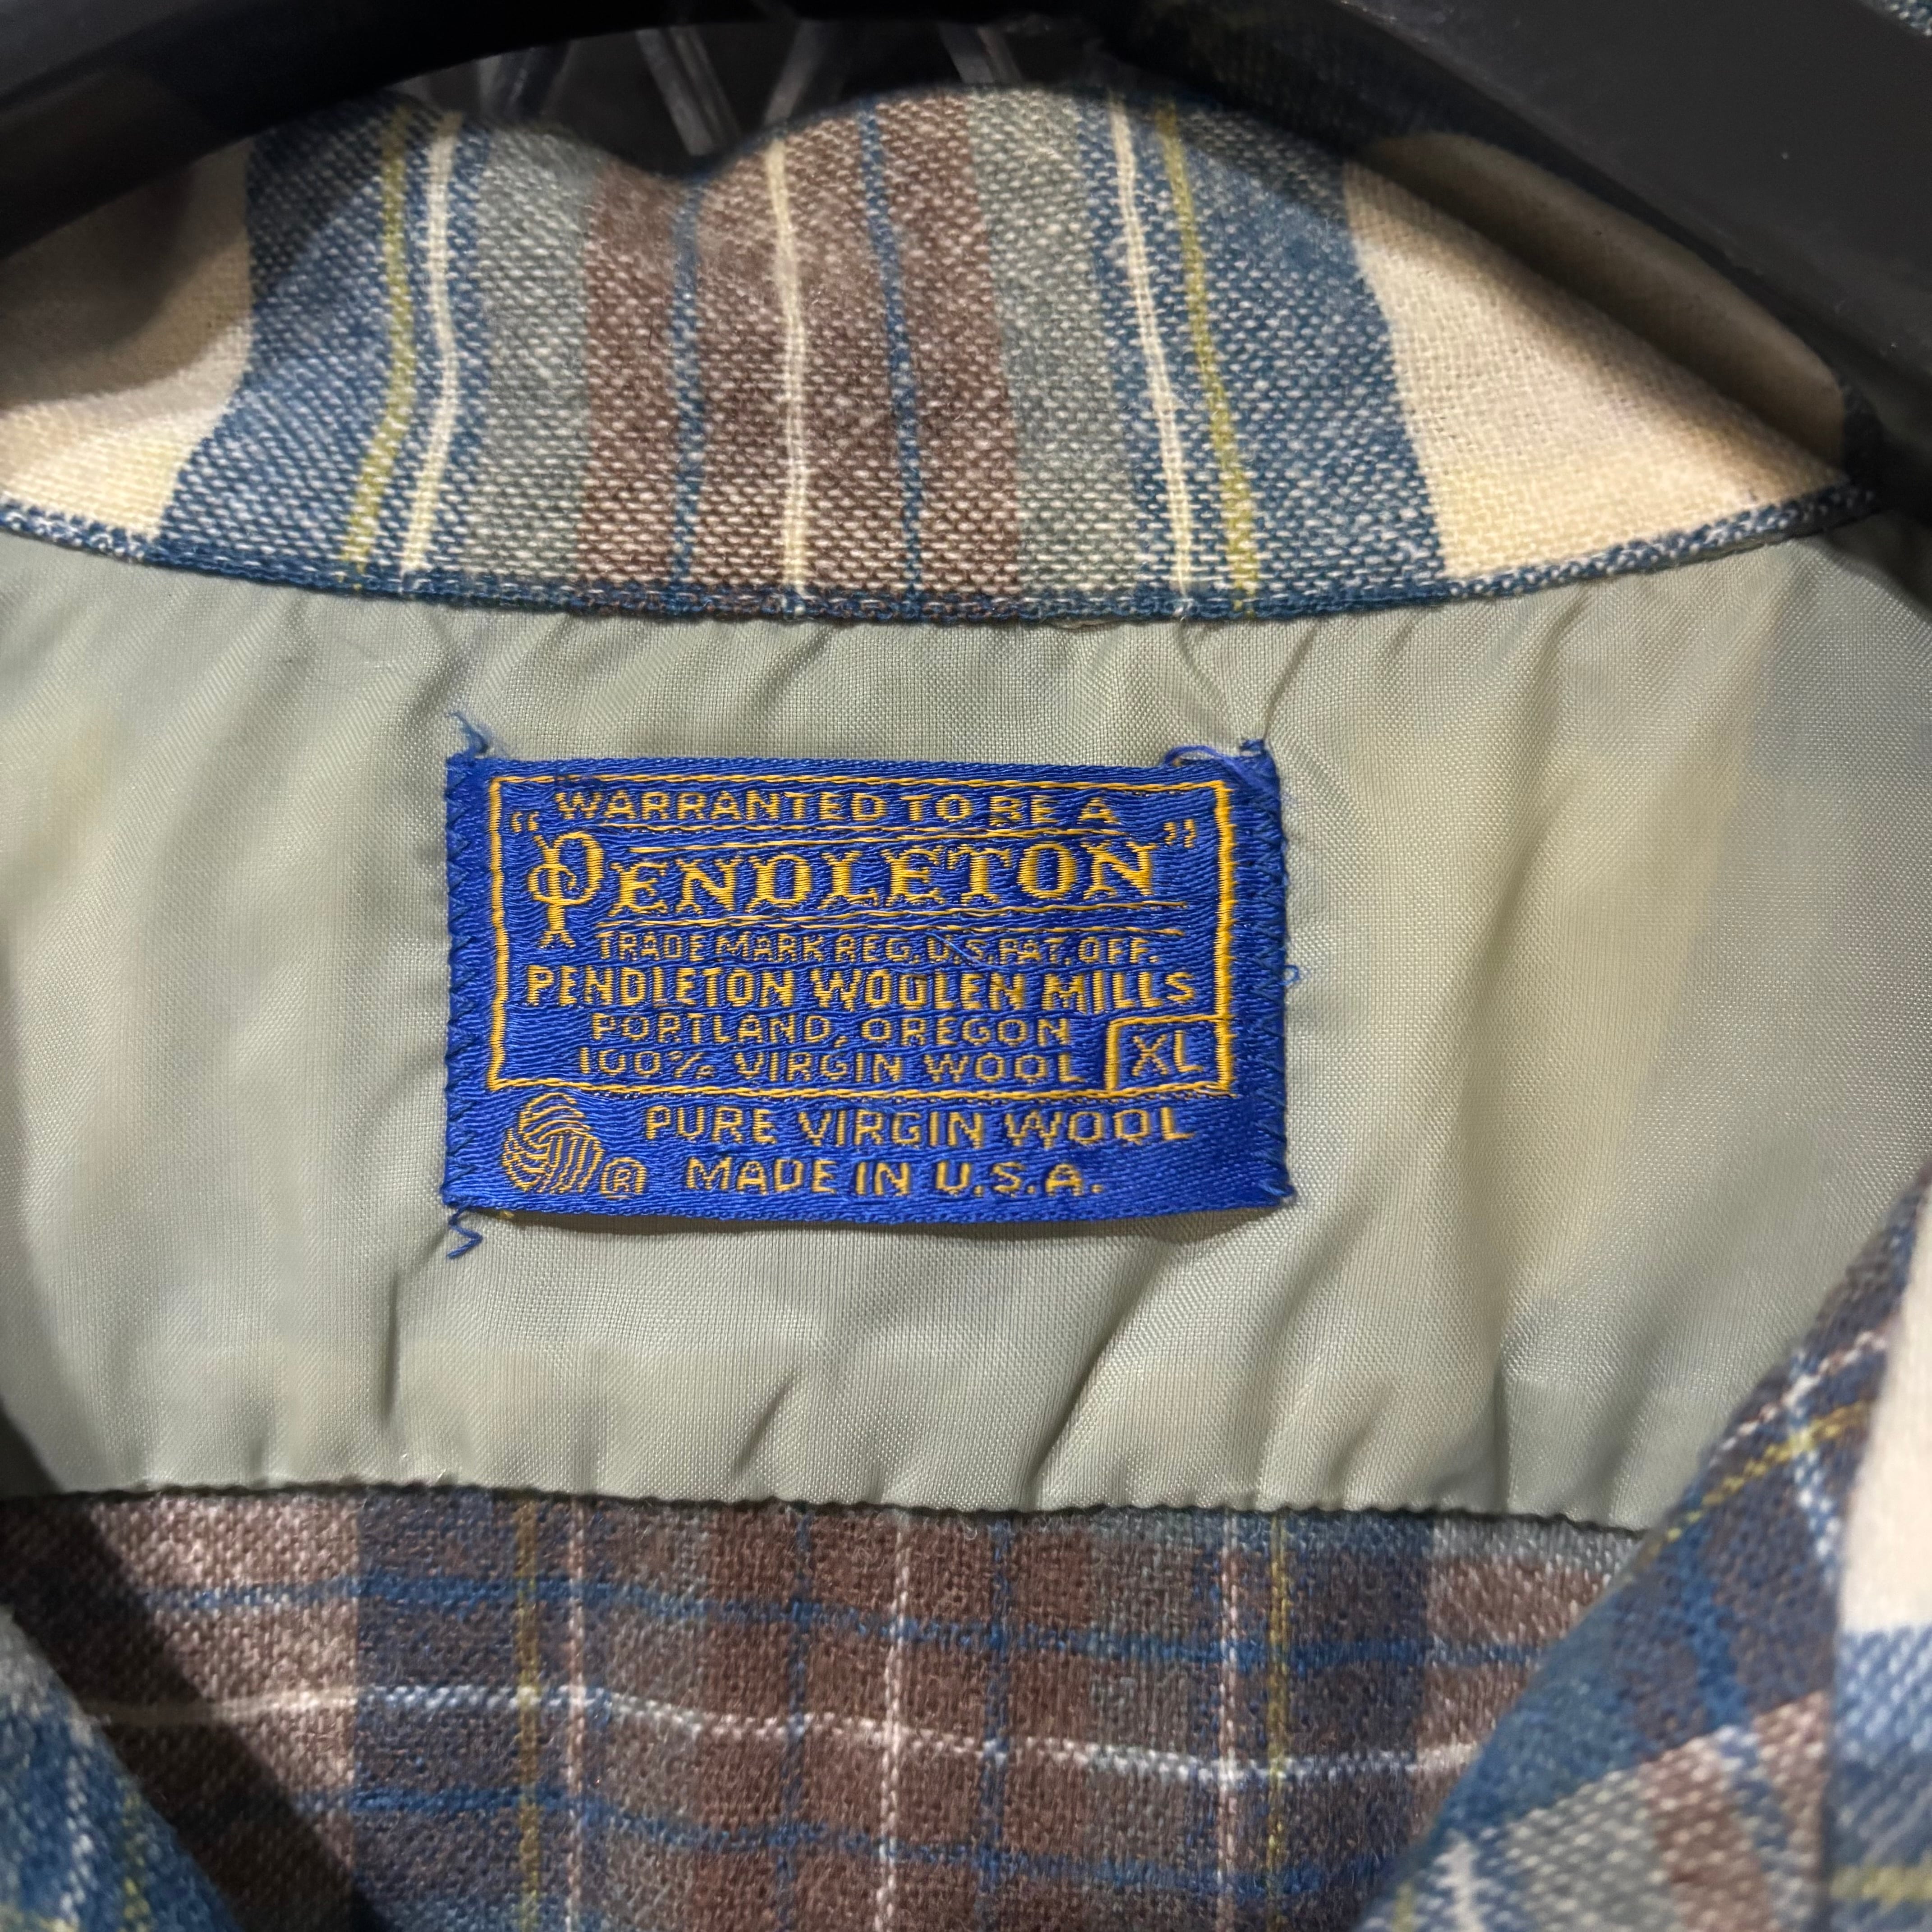 WARRANTED TO BE A
"PENDLETON"
TRADE MARK REG. U.S. PAT. OFF.
PENDLETON WOOLEN MILLS
PORTLAND, OREGON
100% VIRGIN WOOL XL
PURE VIRGIN WOOL
® MADE IN U.S.A.